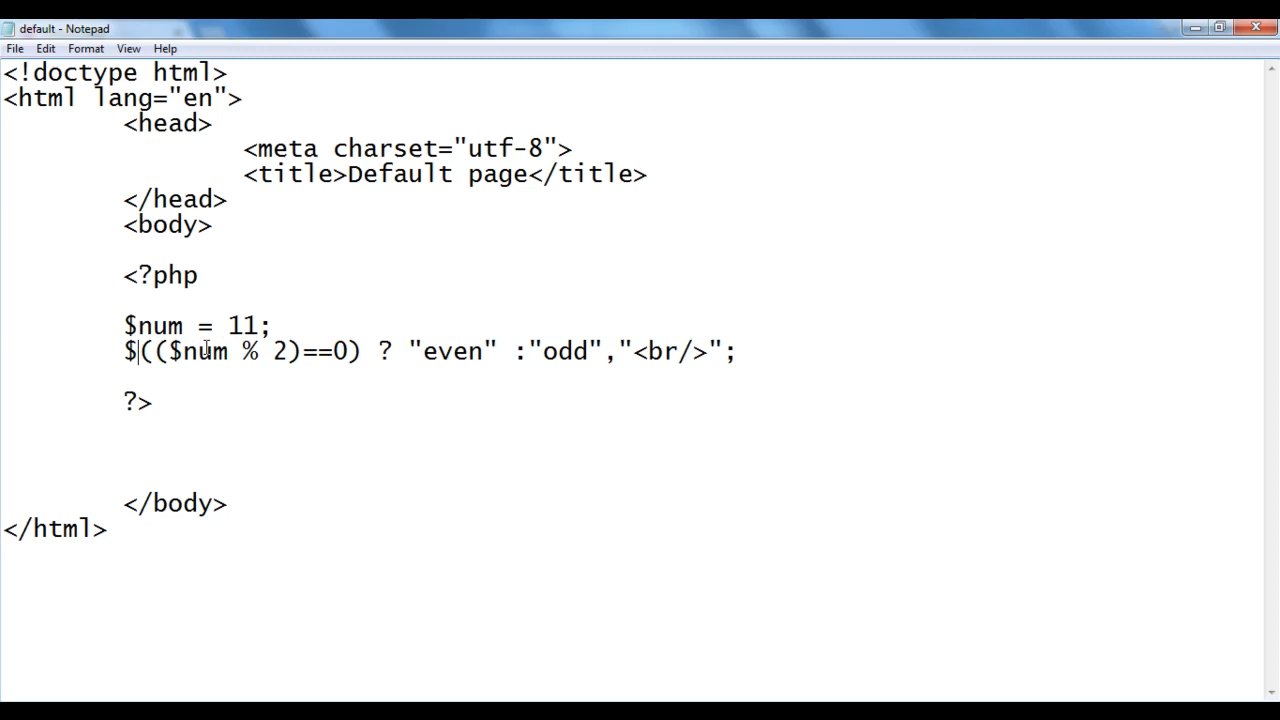 default - Notepad
File Edit Format View Help
<!doctype html>
<html lang="en">
<head>
<meta charset="utf-8">
<title>Default page</title>
</head>
<body>
<?php
$num = 11;
$(($num % 2)==0) ? "even" :"odd","<br/>";
?>
</body>
</html>